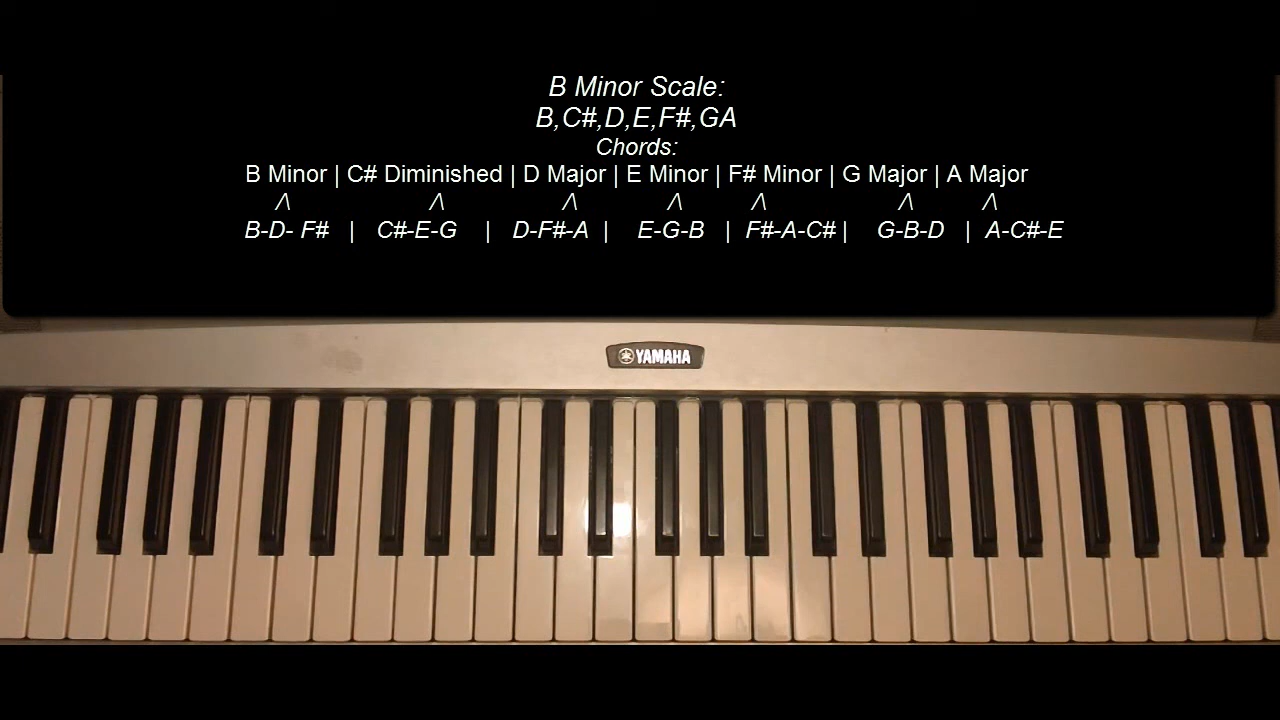 B Minor Scale:
B,C#,D,E,F#,GA
Chords:
B Minor | C# Diminished | D Major | E Minor | F# Minor | G Major | A Major
/\ /\ /\ /\ /\ /\ /\
B-D- F# | C#-E-G | D-F#-A | E-G-B | F#-A-C# | G-B-D | A-C#-E
YAMAHA